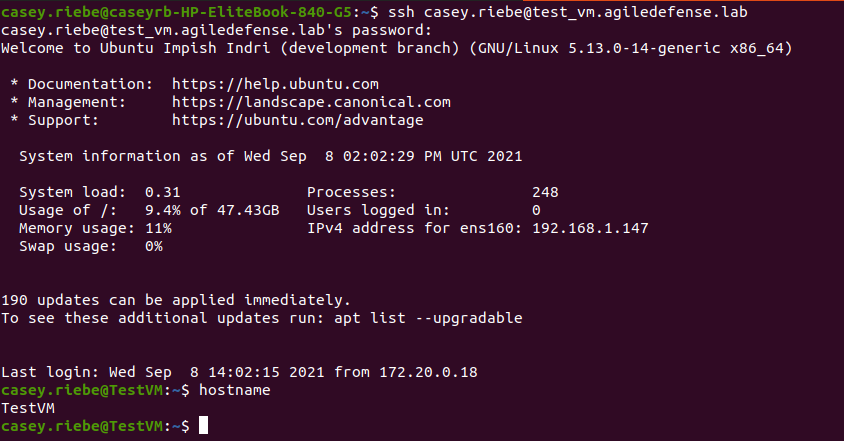 casey.riebe@caseyrb-HP-EliteBook-840-G5:~$ ssh casey.riebe@test_vm.agiledefense.lab
casey.riebe@test_vm.agiledefense.lab's password:
Welcome to Ubuntu Impish Indri (development branch) (GNU/Linux 5.13.0-14-generic x86_64)
 * Documentation:  https://help.ubuntu.com
 * Management:     https://landscape.canonical.com
 * Support:        https://ubuntu.com/advantage
  System information as of Wed Sep  8 02:02:29 PM UTC 2021
  System load:  0.31              Processes:               248
  Usage of /:   9.4% of 47.43GB   Users logged in:         0
  Memory usage: 11%               IPv4 address for ens160: 192.168.1.147
  Swap usage:   0%
190 updates can be applied immediately.
To see these additional updates run: apt list --upgradable
Last login: Wed Sep  8 14:02:15 2021 from 172.20.0.18
casey.riebe@TestVM:~$ hostname
TestVM
casey.riebe@TestVM:~$